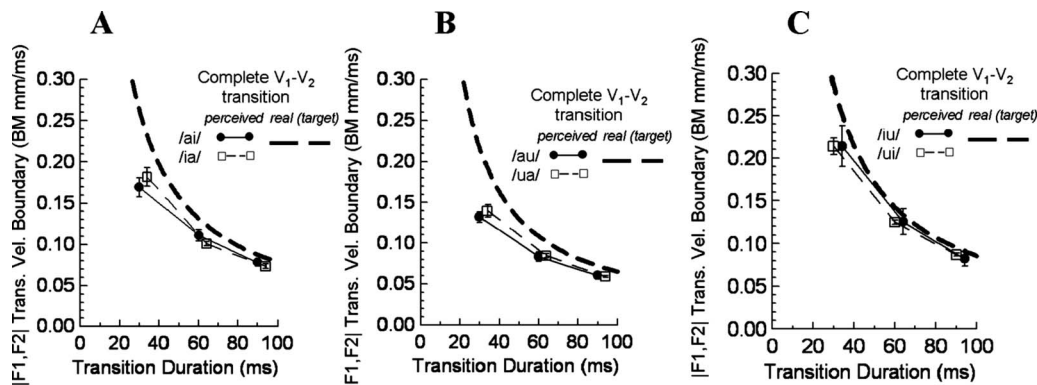 A
|F1,F2| Trans. Vel. Boundary (BM mm/ms)
0.30
0.25
0.20
0.15
0.10
0.05
0.00
Complete V1-V2
transition
perceived real (target)
/ai/
/ia/
0 20 40 60 80 100
Transition Duration (ms)
B
F1,F2| Trans. Vel. Boundary (BM mm/ms)
0.30
0.25
0.20
0.15
0.10
0.05
0.00
Complete V1-V2
transition
perceived real (target)
/au/
/ua/
0 20 40 60 80 100
Transition Duration (ms)
C
|F1,F2| Trans. Vel. Boundary (BM mm/ms)
0.30
0.25
0.20
0.15
0.10
0.05
0.00
Complete V1-V2
transition
perceived real (target)
/iu/
/ui/
0 20 40 60 80 100
Transition Duration (ms)